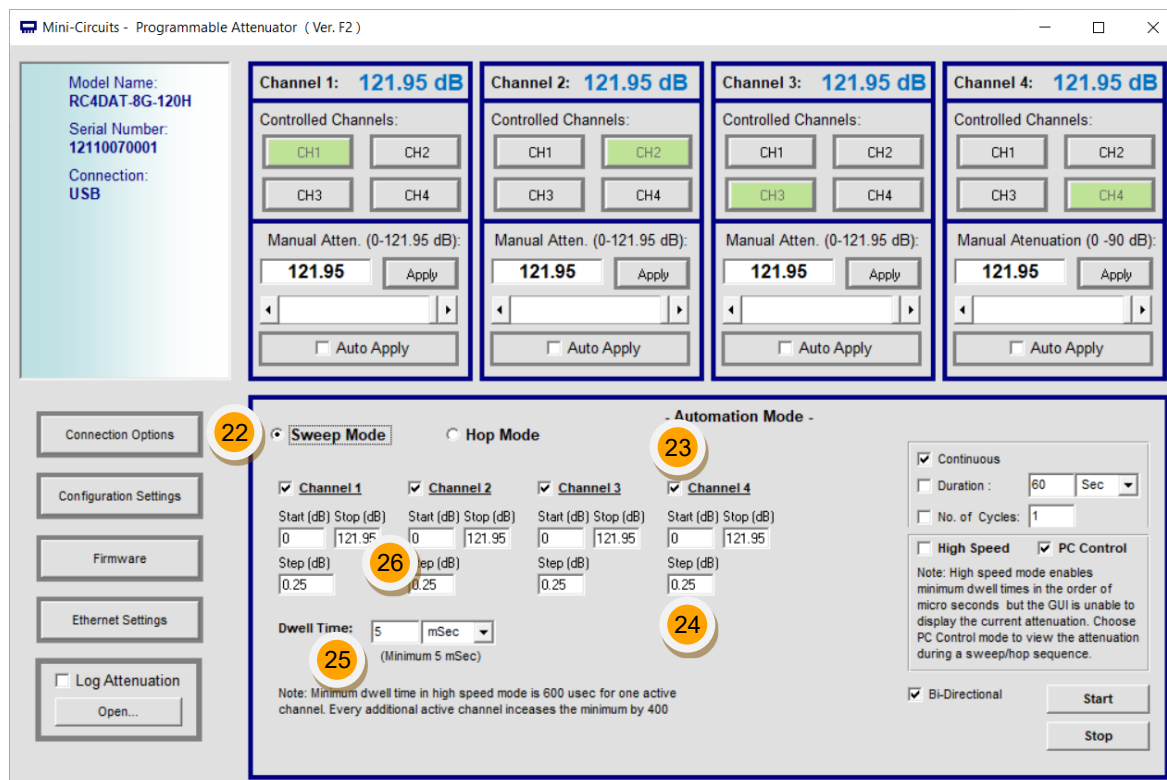 Mini-Circuits - Programmable Attenuator ( Ver. F2 )
Model Name:
RC4DAT-8G-120H
Serial Number:
12110070001
Connection:
USB
Channel 1: 121.95 dB
Controlled Channels:
CH1 CH2
CH3 CH4
Manual Atten. (0-121.95 dB):
121.95 Apply
Auto Apply
Channel 2: 121.95 dB
Controlled Channels:
CH1 CH2
CH3 CH4
Manual Atten. (0-121.95 dB):
121.95 Apply
Auto Apply
Channel 3: 121.95 dB
Controlled Channels:
CH1 CH2
CH3 CH4
Manual Atten. (0-121.95 dB):
121.95 Apply
Auto Apply
Channel 4: 121.95 dB
Controlled Channels:
CH1 CH2
CH3 CH4
Manual Atenuation (0 -90 dB):
121.95 Apply
Auto Apply
Connection Options
Configuration Settings
Firmware
Ethernet Settings
Log Attenuation
Open...
- Automation Mode -
22 Sweep Mode Hop Mode
23
Channel 1 Channel 2 Channel 3 Channel 4
Start (dB) Stop (dB) Start (dB) Stop (dB) Start (dB) Stop (dB) Start (dB) Stop (dB)
0 121.95 0 121.95 0 121.95 0 121.95
Step (dB) 26 Step (dB) Step (dB)
0.25 0.25 0.25 0.25
24
Dwell Time: 5 mSec
25 (Minimum 5 mSec)
Note: Minimum dwell time in high speed mode is 600 usec for one active
channel. Every additional active channel inceases the minimum by 400
Continuous
Duration : 60 Sec
No. of Cycles: 1
High Speed PC Control
Note: High speed mode enables
minimum dwell times in the order of
micro seconds but the GUI is unable to
display the current attenuation. Choose
PC Control mode to view the attenuation
during a sweep/hop sequence.
Bi-Directional Start
Stop